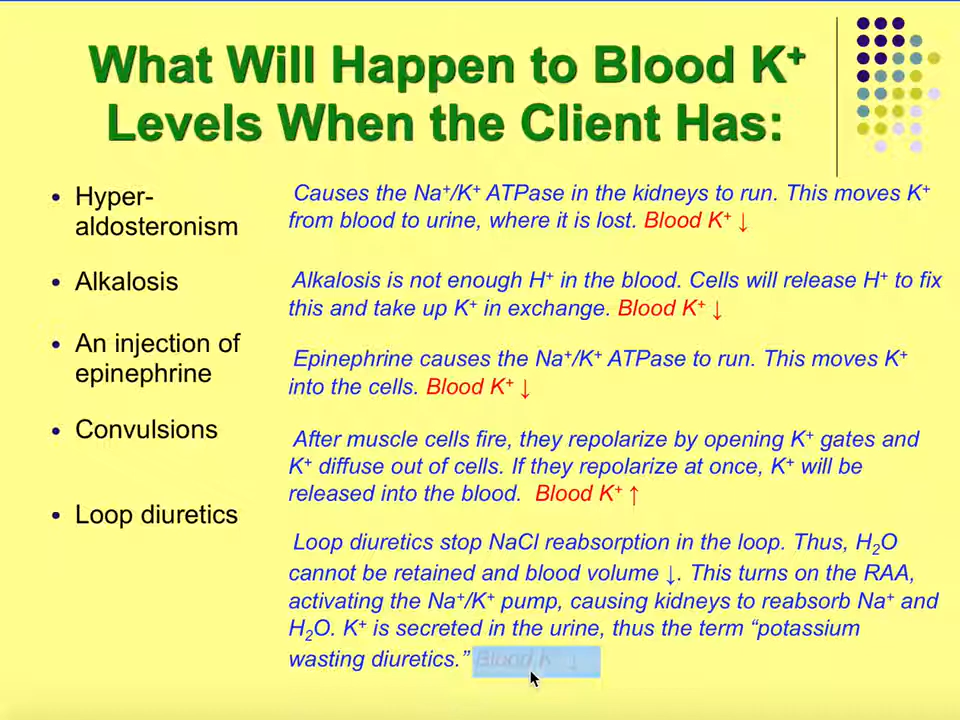 What Will Happen to Blood K⁺
Levels When the Client Has:
• Hyper-
aldosteronism
Causes the Na⁺/K⁺ ATPase in the kidneys to run. This moves K⁺
from blood to urine, where it is lost. Blood K⁺ ↓
• Alkalosis
Alkalosis is not enough H⁺ in the blood. Cells will release H⁺ to fix
this and take up K⁺ in exchange. Blood K⁺ ↓
• An injection of
epinephrine
Epinephrine causes the Na⁺/K⁺ ATPase to run. This moves K⁺
into the cells. Blood K⁺ ↓
• Convulsions
After muscle cells fire, they repolarize by opening K⁺ gates and
K⁺ diffuse out of cells. If they repolarize at once, K⁺ will be
released into the blood. Blood K⁺ ↑
• Loop diuretics
Loop diuretics stop NaCl reabsorption in the loop. Thus, H₂O
cannot be retained and blood volume ↓. This turns on the RAA,
activating the Na⁺/K⁺ pump, causing kidneys to reabsorb Na⁺ and
H₂O. K⁺ is secreted in the urine, thus the term “potassium
wasting diuretics.” Blood K ↓